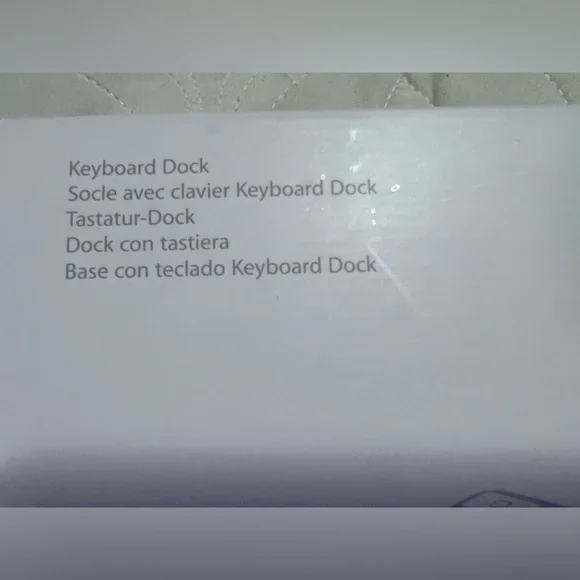 Keyboard Dock
Socle avec clavier Keyboard Dock
Tastatur-Dock
Dock con tastiera
Base con teclado Keyboard Dock